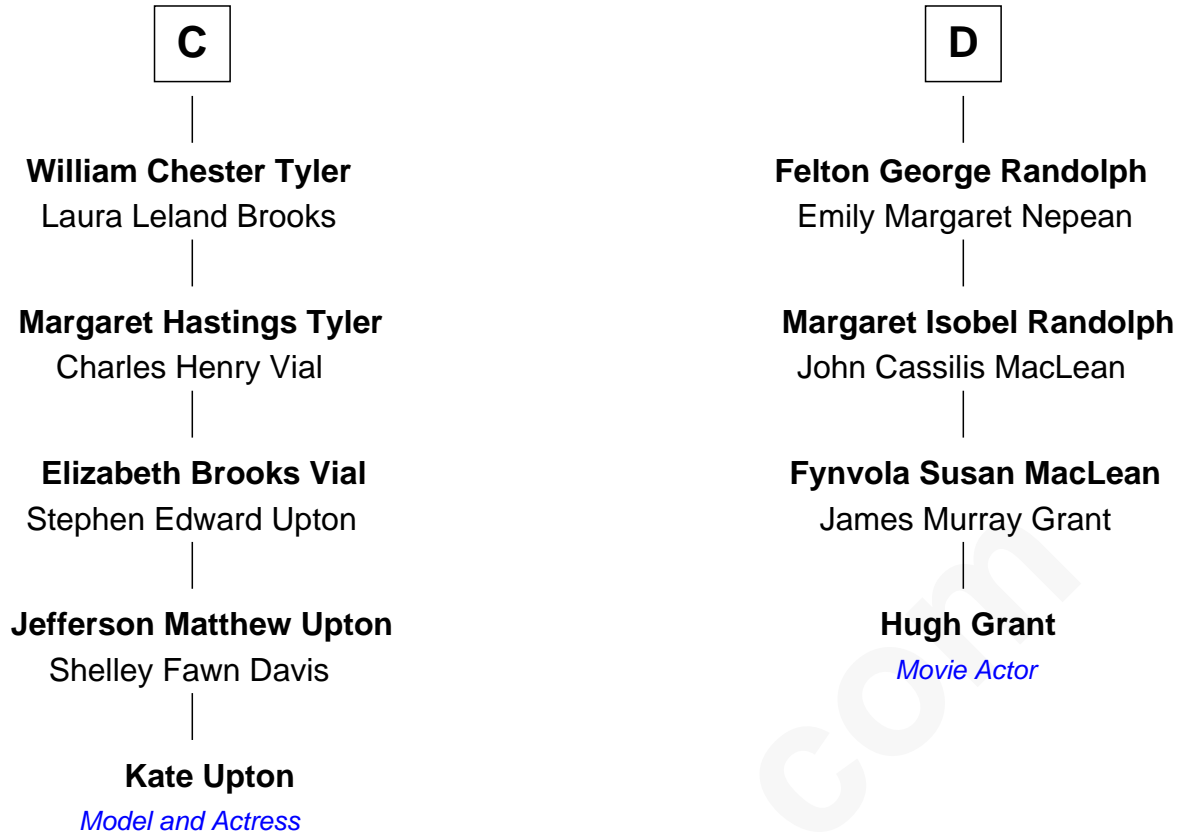 C
William Chester Tyler
Laura Leland Brooks
Margaret Hastings Tyler
Charles Henry Vial
Elizabeth Brooks Vial
Stephen Edward Upton
Jefferson Matthew Upton
Shelley Fawn Davis
Kate Upton
Model and Actress
D
Felton George Randolph
Emily Margaret Nepean
Margaret Isobel Randolph
John Cassilis MacLean
Fynvola Susan MacLean
James Murray Grant
Hugh Grant
Movie Actor
com